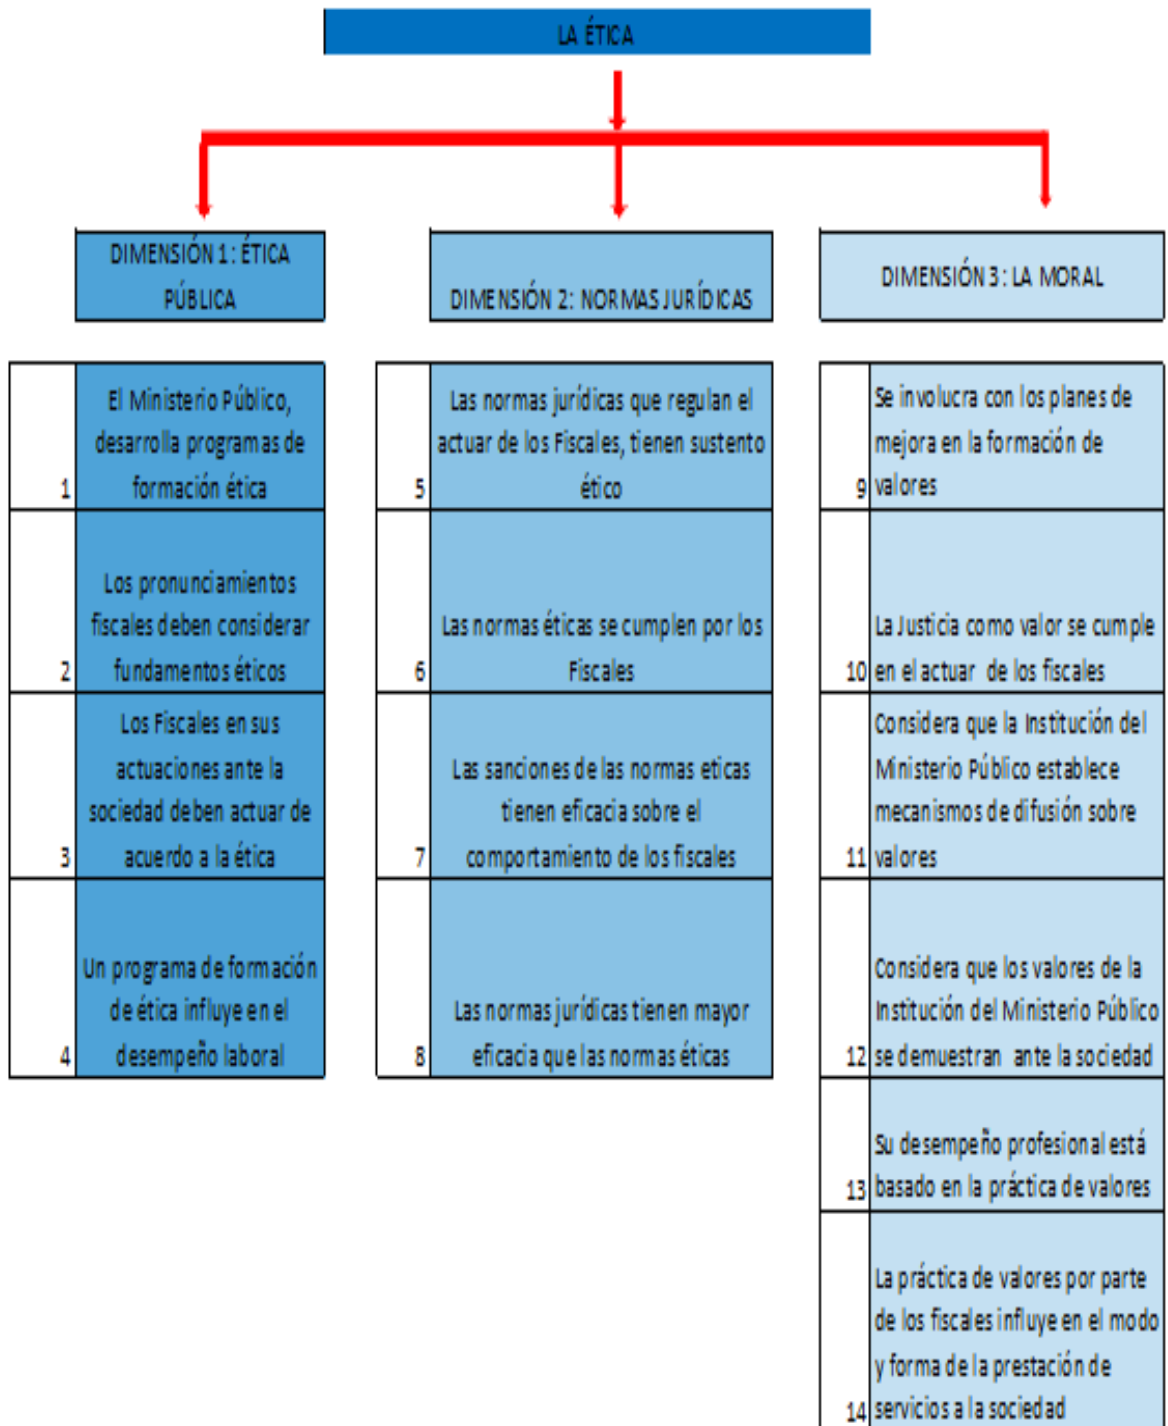 LA ÉTICA
DIMENSIÓN 1: ÉTICA
PÚBLICA
El Ministerio Público,
desarrolla programas de
1 formación ética
Los pronunciamientos
fiscales deben considerar
2 fundamentos éticos
Los Fiscales en sus
actuaciones ante la
sociedad deben actuar de
3 acuerdo a la ética
Un programa de formación
de ética influye en el
4 desempeño laboral
DIMENSIÓN 2: NORMAS JURÍDICAS
Las normas jurídicas que regulan el
actuar de los Fiscales, tienen sustento
5 ético
Las normas éticas se cumplen por los
6 Fiscales
Las sanciones de las normas eticas
tienen eficacia sobre el
7 comportamiento de los fiscales
Las normas jurídicas tienen mayor
8 eficacia que las normas éticas
DIMENSIÓN 3: LA MORAL
Se involucra con los planes de
mejora en la formación de
9 valores
La Justicia como valor se cumple
10 en el actuar de los fiscales
Considera que la Institución del
Ministerio Público establece
mecanismos de difusión sobre
11 valores
Considera que los valores de la
Institución del Ministerio Público
12 se demuestran ante la sociedad
Su desempeño profesional está
13 basado en la práctica de valores
La práctica de valores por parte
de los fiscales influye en el modo
y forma de la prestación de
14 servicios a la sociedad